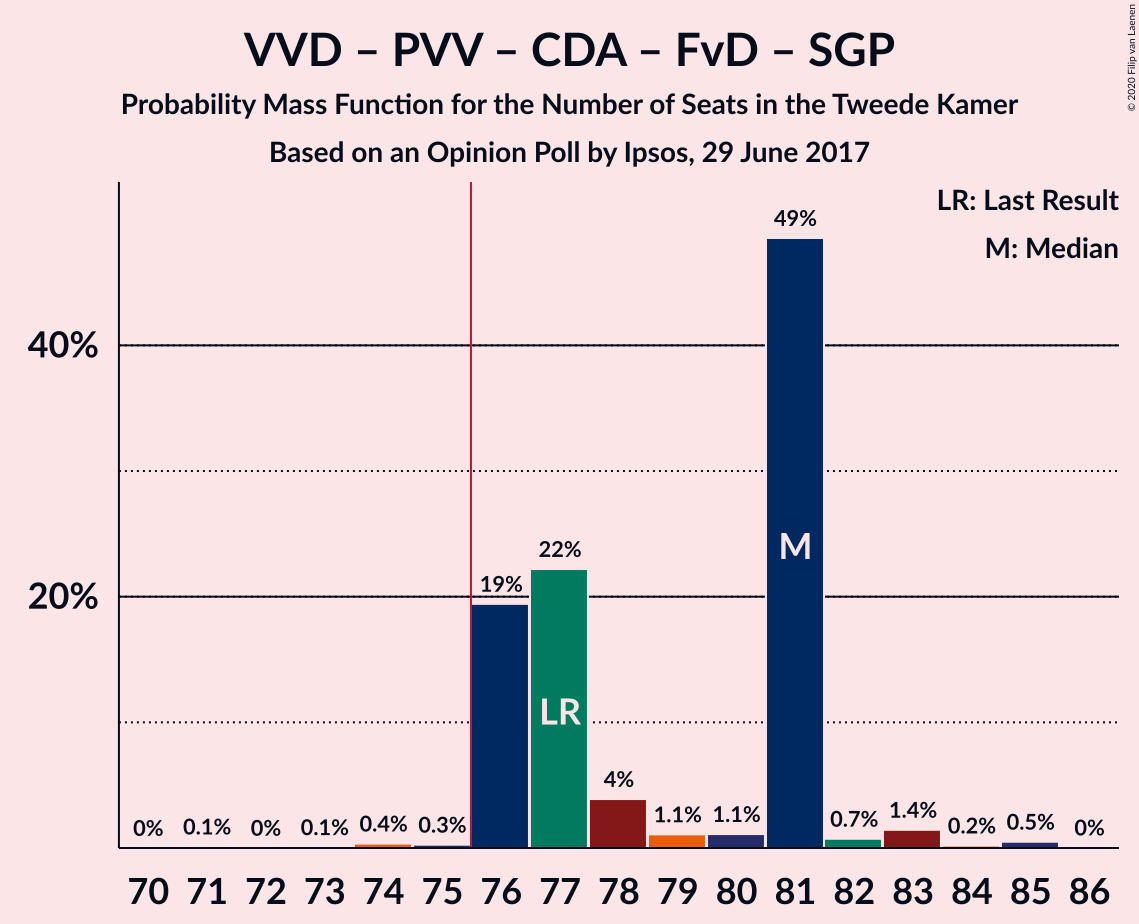 VVD – PVV – CDA – FvD – SGP
Probability Mass Function for the Number of Seats in the Tweede Kamer
Based on an Opinion Poll by Ipsos, 29 June 2017
© 2020 Filip van Laenen
LR: Last Result
M: Median
40%
20%
0% 0.1% 0% 0.1% 0.4% 0.3% 19% 22% 4% 1.1% 1.1% 49% 0.7% 1.4% 0.2% 0.5% 0%
LR
M
70 71 72 73 74 75 76 77 78 79 80 81 82 83 84 85 86